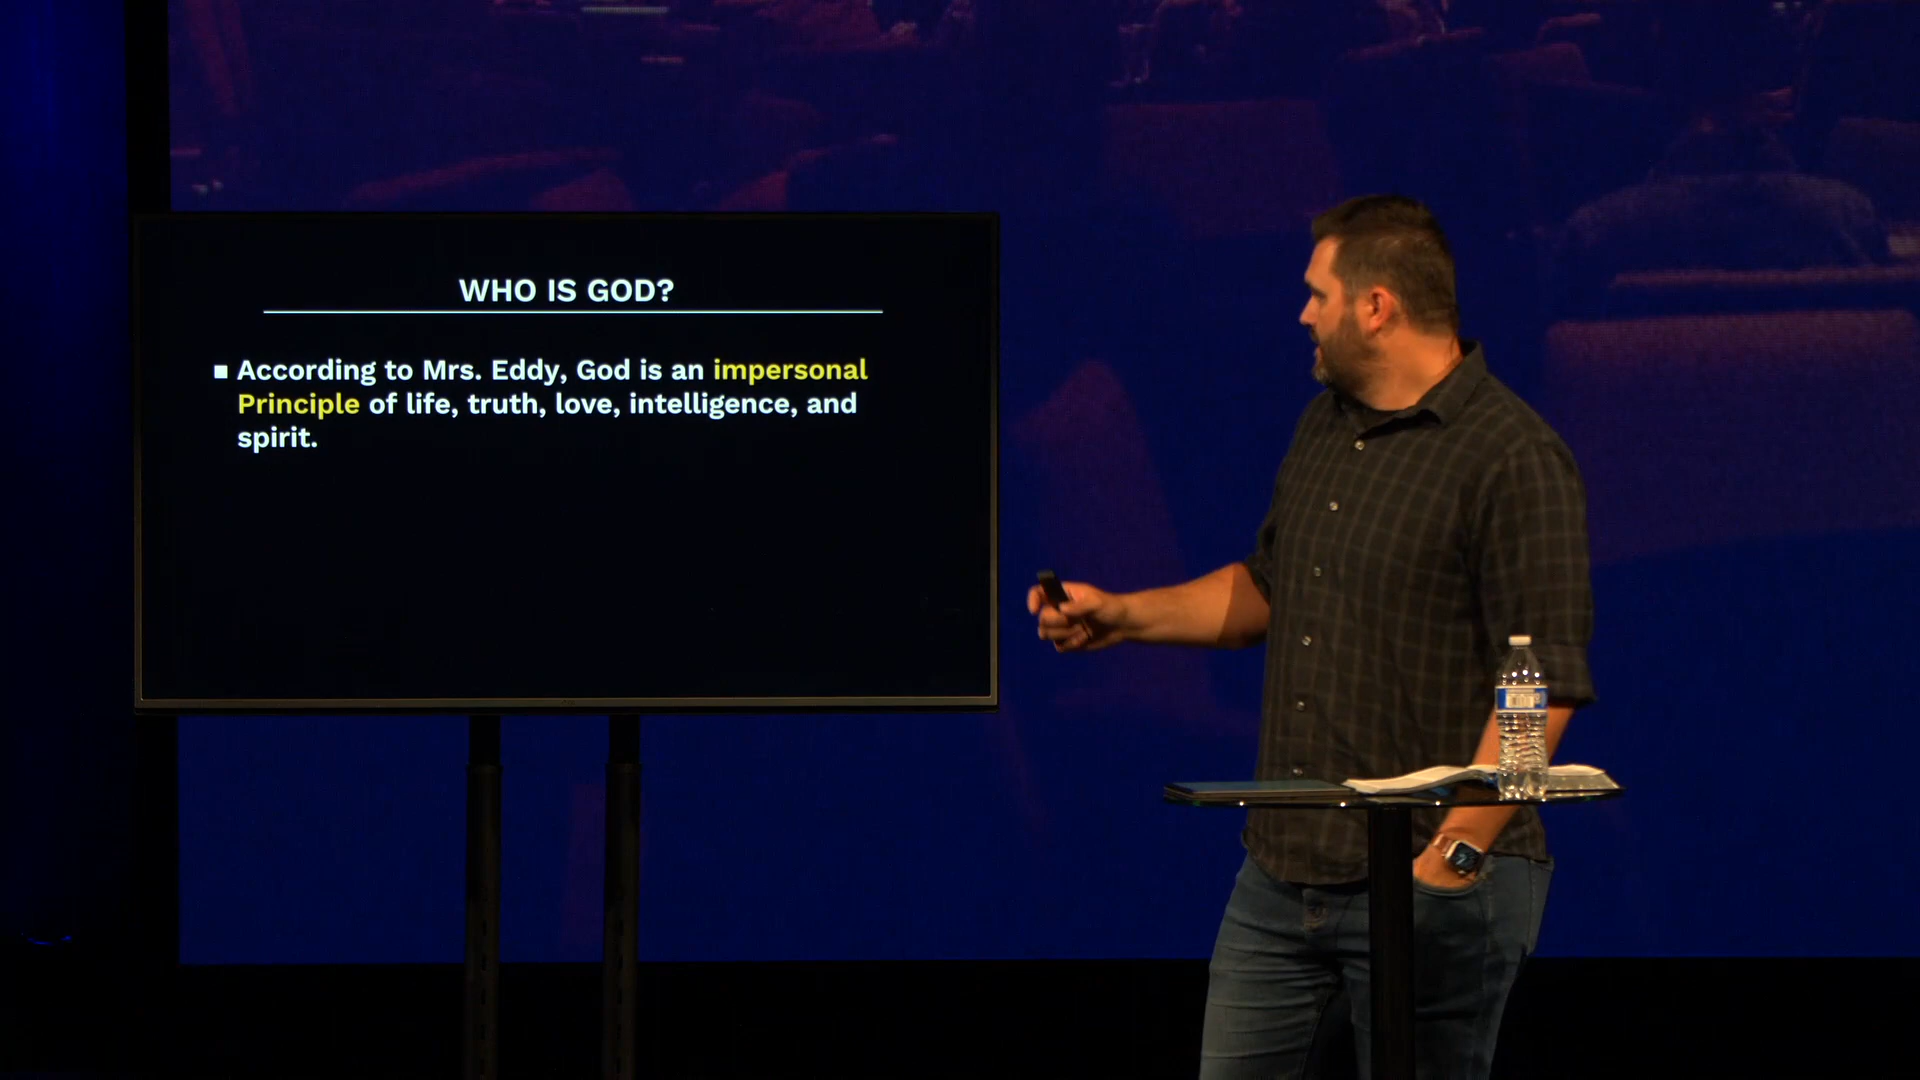 WHO IS GOD?
▪ According to Mrs. Eddy, God is an impersonal
Principle of life, truth, love, intelligence, and
spirit.